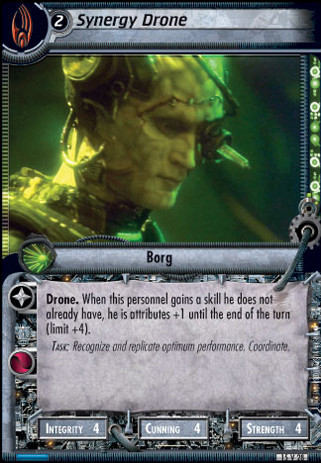 2 Synergy Drone
Borg
Drone. When this personnel gains a skill he does not
already have, he is attributes +1 until the end of the turn
(limit +4).
Task: Recognize and replicate optimum performance. Coordinate.
Integrity 4 Cunning 4 Strength 4